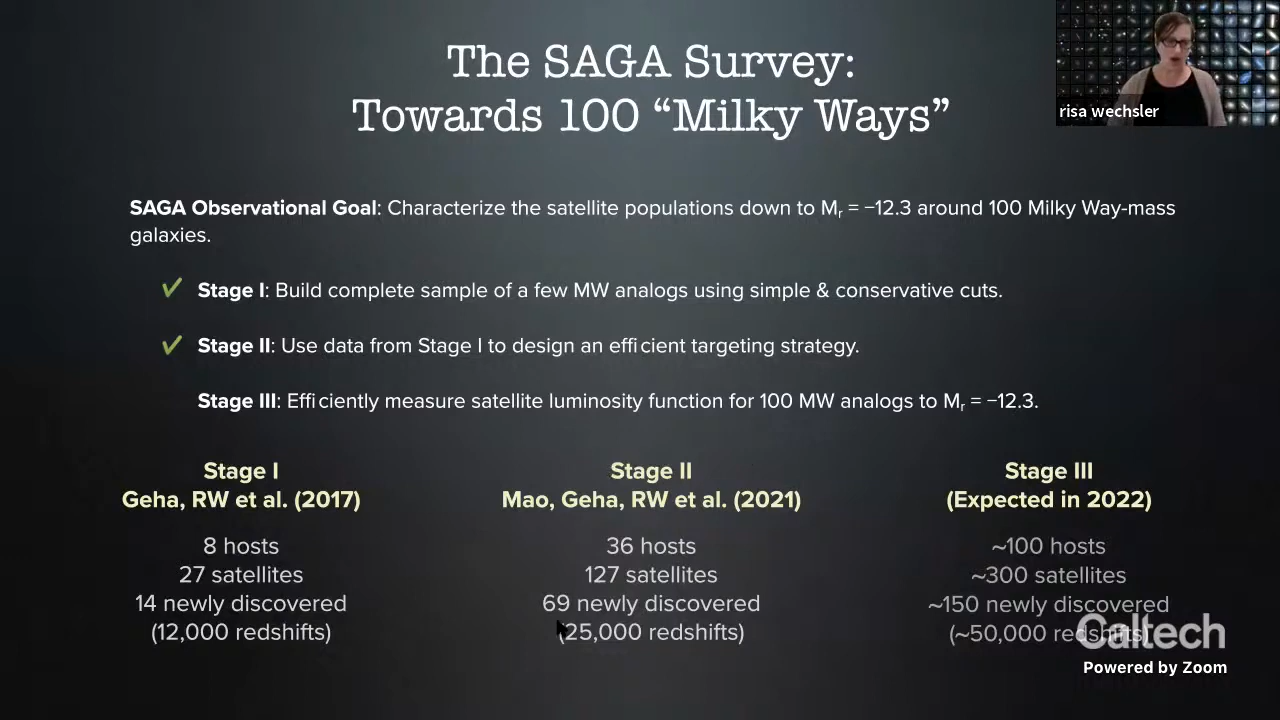 The SAGA Survey:
Towards 100 “Milky Ways”
risa wechsler
SAGA Observational Goal: Characterize the satellite populations down to Mr = −12.3 around 100 Milky Way-mass
galaxies.
✔ Stage I: Build complete sample of a few MW analogs using simple & conservative cuts.
✔ Stage II: Use data from Stage I to design an efficient targeting strategy.
Stage III: Efficiently measure satellite luminosity function for 100 MW analogs to Mr = −12.3.
Stage I
Geha, RW et al. (2017)
8 hosts
27 satellites
14 newly discovered
(12,000 redshifts)
Stage II
Mao, Geha, RW et al. (2021)
36 hosts
127 satellites
69 newly discovered
(25,000 redshifts)
Stage III
(Expected in 2022)
~100 hosts
~300 satellites
~150 newly discovered
(~50,000 redshifts)
Caltech
Powered by Zoom